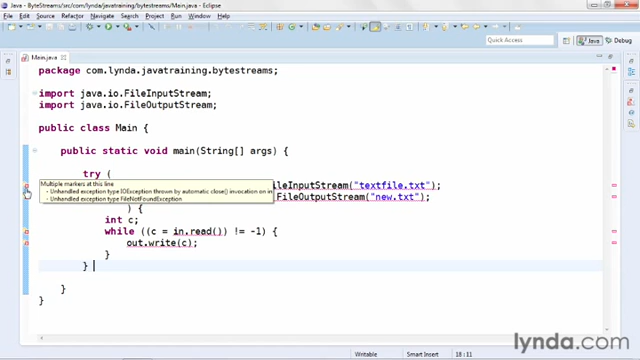 Java - ByteStreams/src/com/lynda/javatraining/bytestreams/Main.java - Eclipse
File Edit Source Refactor Navigate Search Project Run Window Help
Quick Access Java Debug
Main.java
package com.lynda.javatraining.bytestreams;
import java.io.FileInputStream;
import java.io.FileOutputStream;
public class Main {
public static void main(String[] args) {
try (
Multiple markers at this line
- Unhandled exception type IOException thrown by automatic close() invocation on in
- Unhandled exception type FileNotFoundException
ileInputStream("textfile.txt");
FileOutputStream("new.txt");
) {
int c;
while ((c = in.read()) != -1) {
out.write(c);
}
}
}
}
lynda.com
Writable Smart Insert 18 : 11